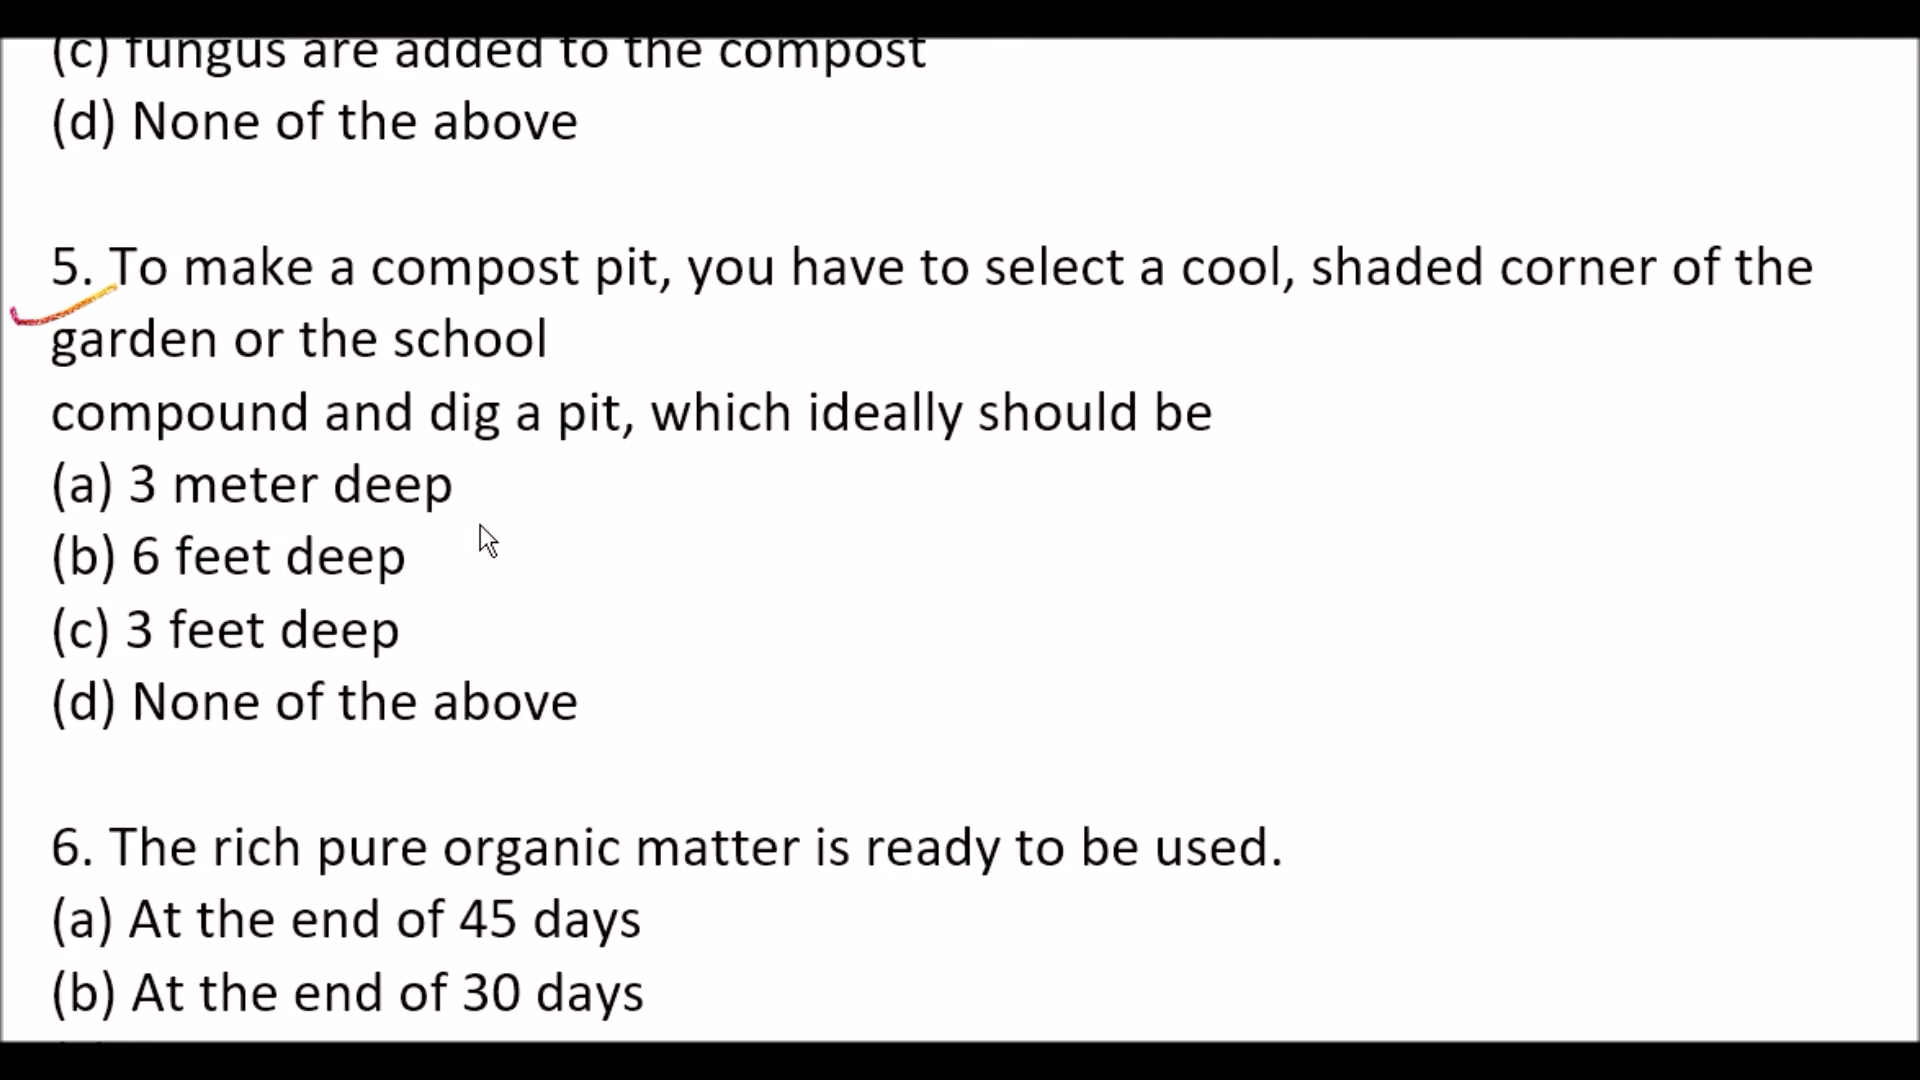 (c) fungus are added to the compost
(d) None of the above
5. To make a compost pit, you have to select a cool, shaded corner of the
garden or the school
compound and dig a pit, which ideally should be
(a) 3 meter deep
(b) 6 feet deep
(c) 3 feet deep
(d) None of the above
6. The rich pure organic matter is ready to be used.
(a) At the end of 45 days
(b) At the end of 30 days